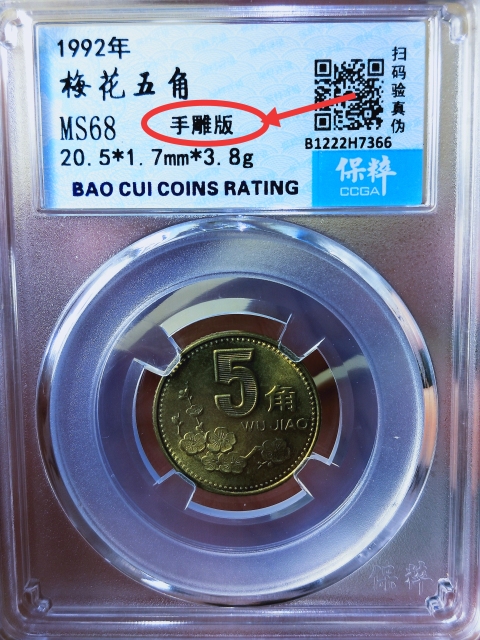 1992年
梅花五角
MS68 手雕版
20.5*1.7mm*3.8g
BAO CUI COINS RATING
扫码验真伪
B1222H7366
保粹
CCGA
5角
WU JIAO
保粹